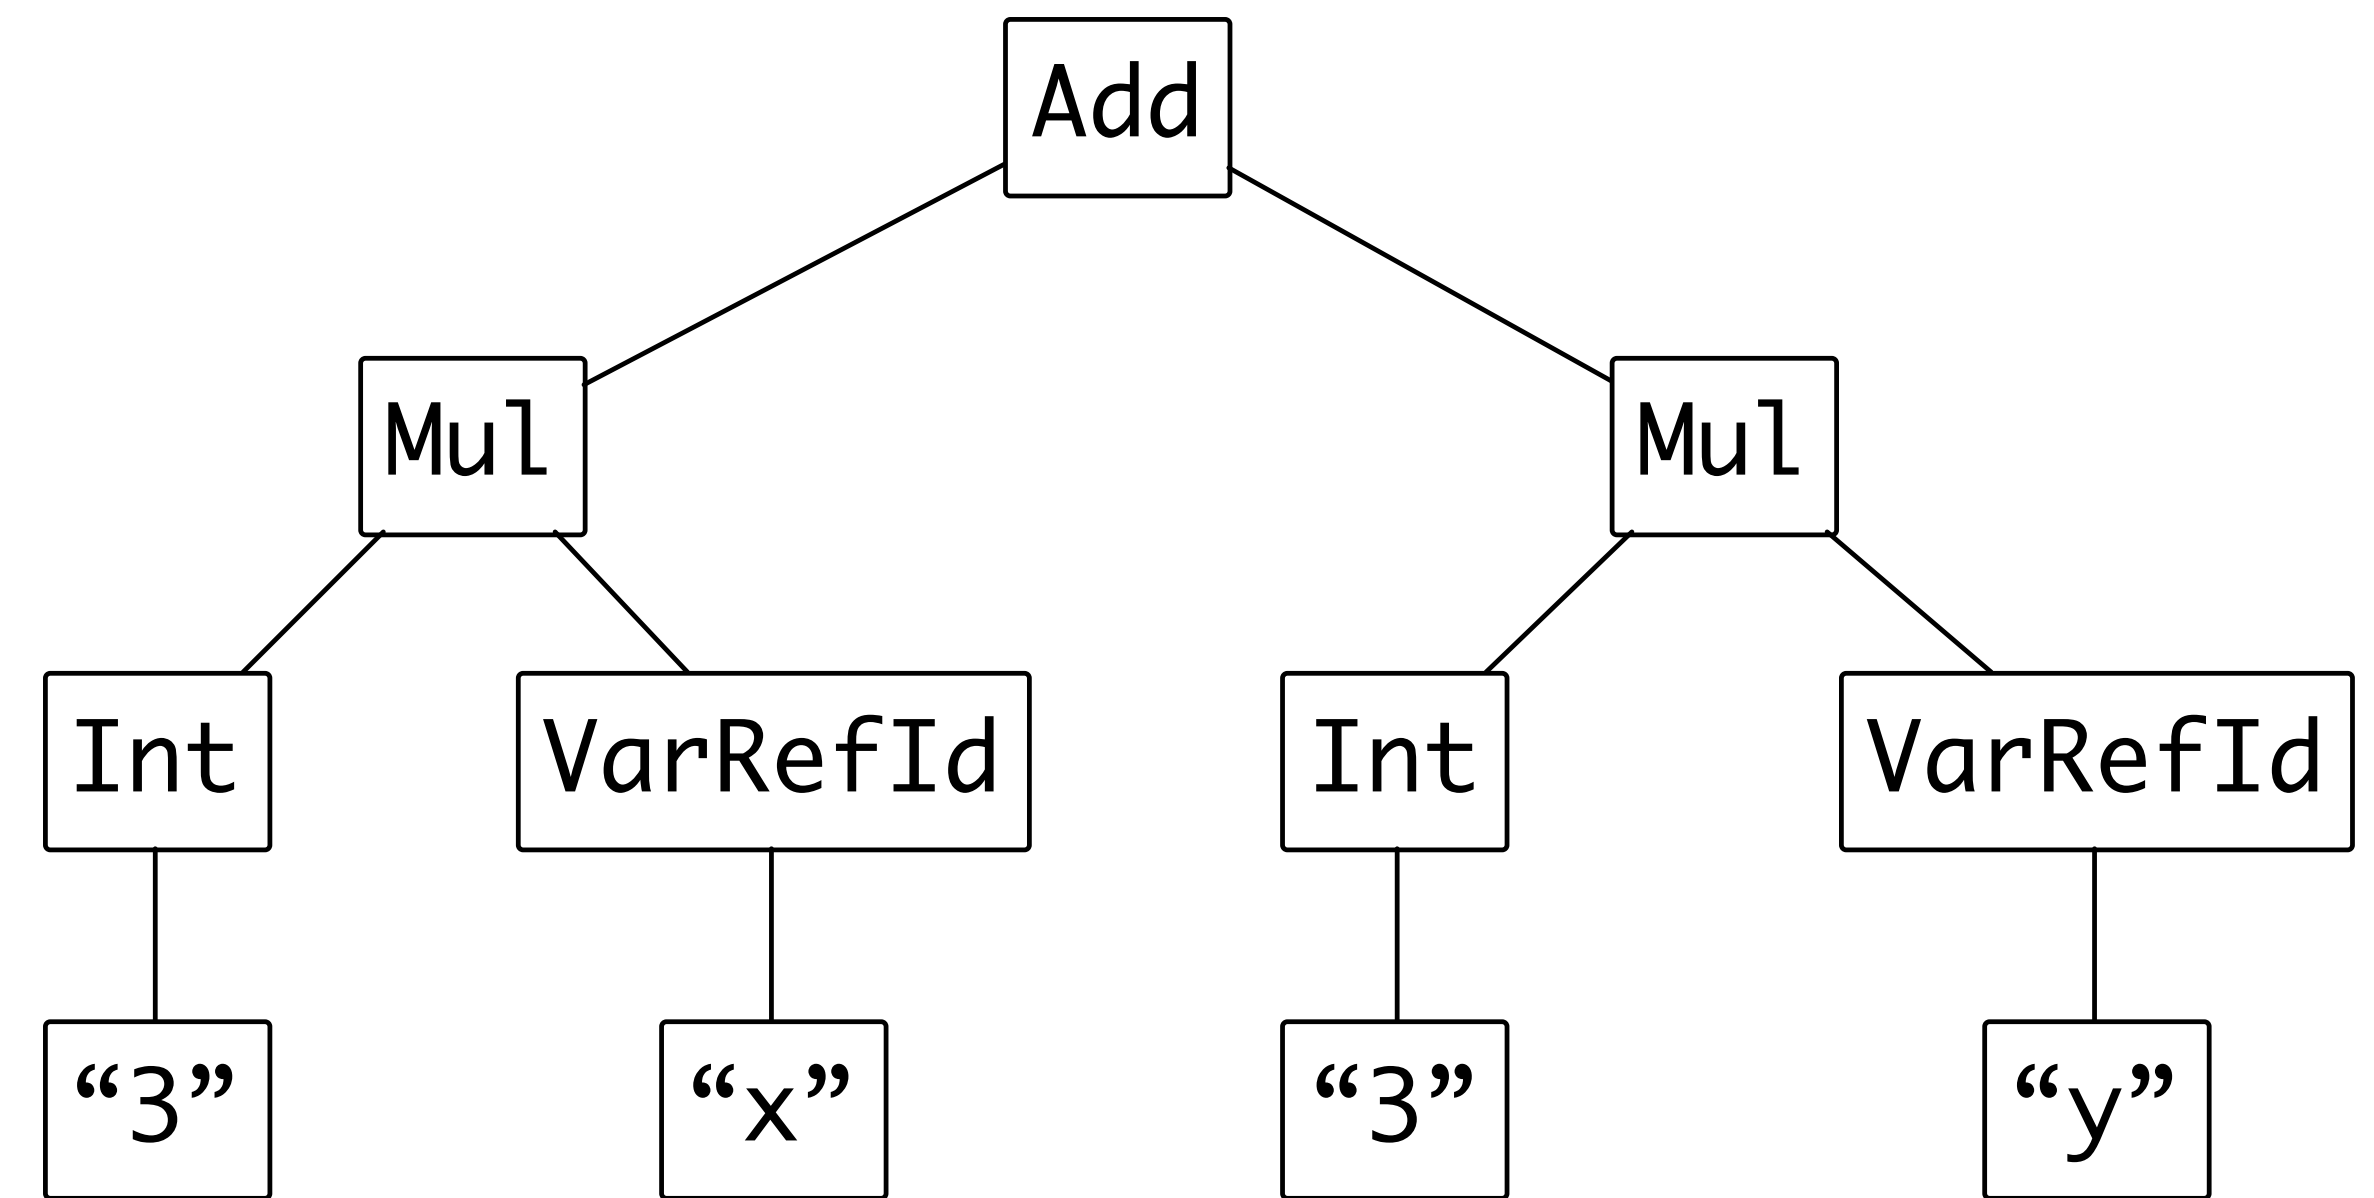 Add
Mul Mul
Int VarRefId Int VarRefId
“3” “x” “3” “y”